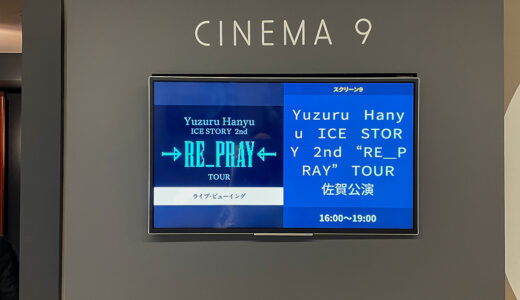 CINEMA 9
Yuzuru Hanyu
ICE STORY 2nd
RE_PRAY
TOUR
ライブ・ビューイング
スクリーン9
Yuzuru Hany
u ICE STOR
Y 2nd “RE_P
RAY” TOUR
佐賀公演
16:00〜19:00